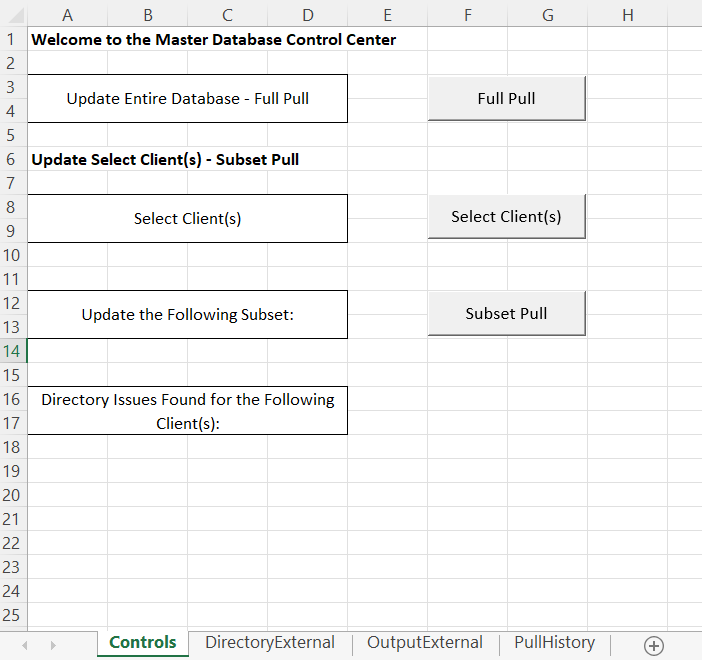 A B C D E F G H
1 Welcome to the Master Database Control Center
2
3
Update Entire Database - Full Pull Full Pull
4
5
6 Update Select Client(s) - Subset Pull
7
8
Select Client(s) Select Client(s)
9
10
11
12
Update the Following Subset: Subset Pull
13
14
15
16 Directory Issues Found for the Following
17 Client(s):
18
19
20
21
22
23
24
25
Controls DirectoryExternal OutputExternal PullHistory